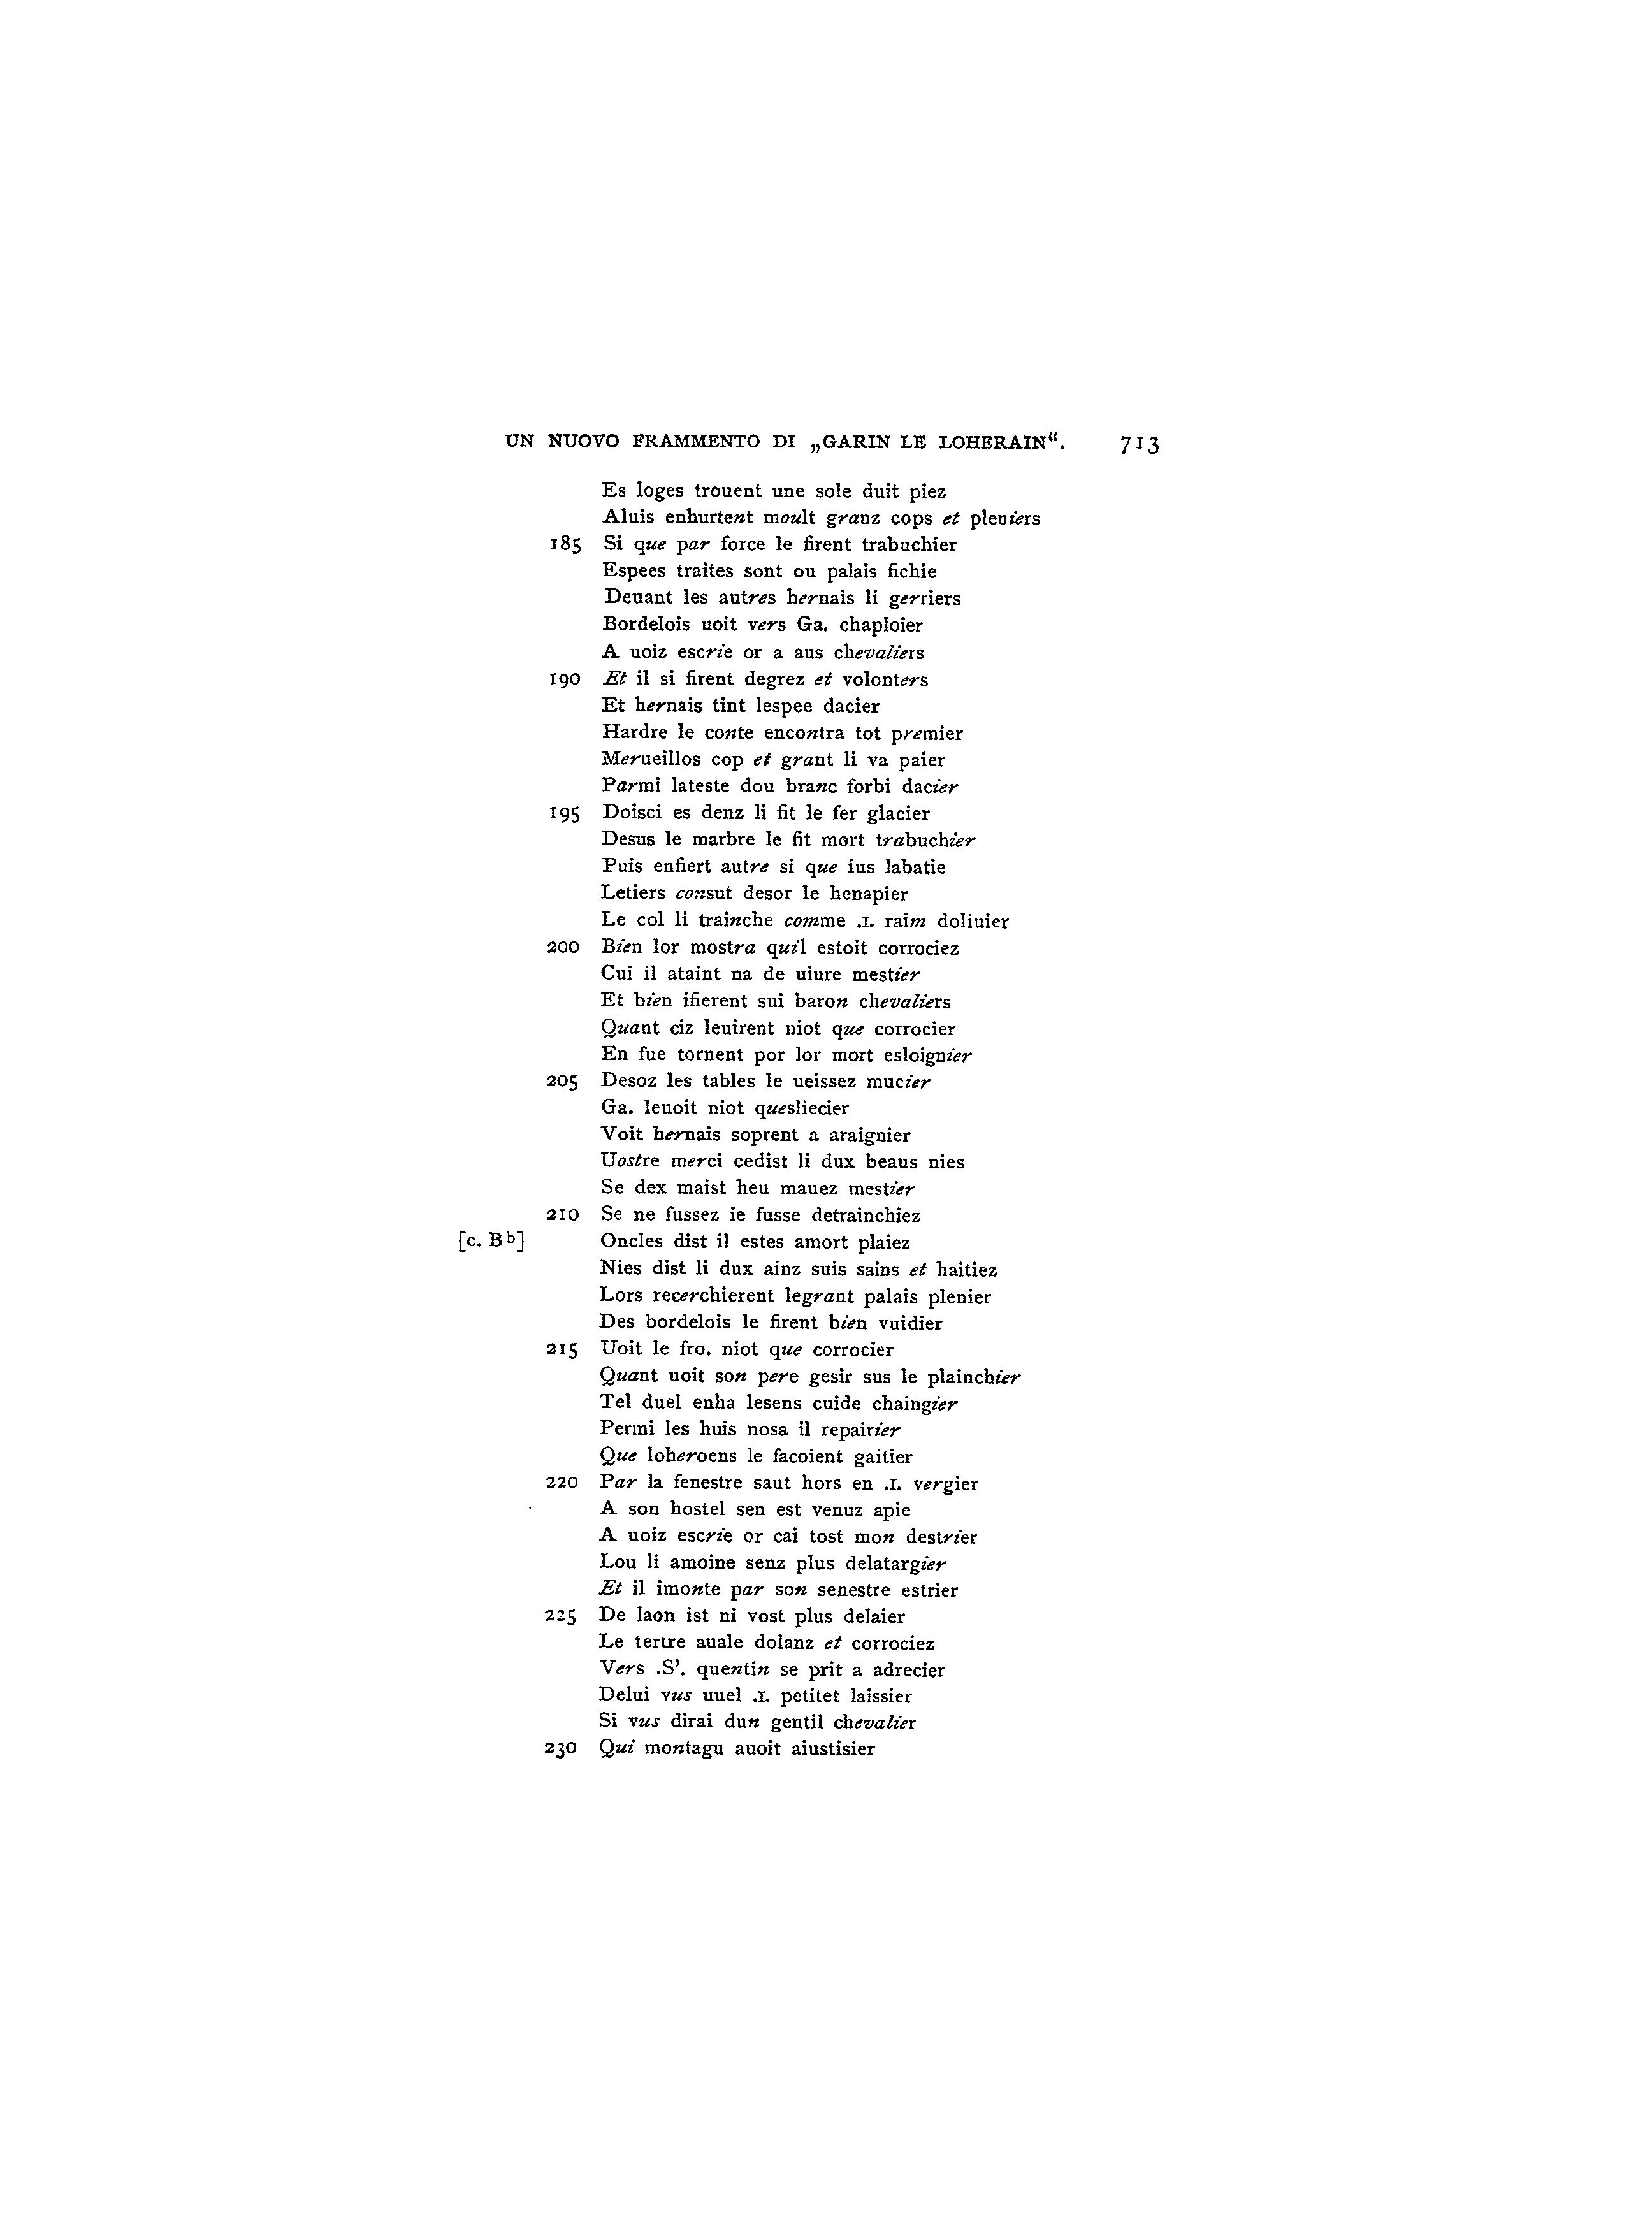 UN NUOVO FRAMMENTO DI „GARIN LE LOHERAIN“. 713
Es loges trouent une sole duit piez
Aluis enhurtent moult granz cops et pleniers
185 Si que par force le firent trabuchier
Espees traites sont ou palais fichie
Deuant les autres hernais li gerriers
Bordelois uoit vers Ga. chaploier
A uoiz escrie or a aus chevaliers
190 Et il si firent degrez et volonters
Et hernais tint lespee dacier
Hardre le conte encontra tot premier
Merueillos cop et grant li va paier
Parmi lateste dou branc forbi dacier
195 Doisci es denz li fit le fer glacier
Desus le marbre le fit mort trabuchier
Puis enfiert autre si que ius labatie
Letiers consut desor le henapier
Le col li trainche comme .I. raim doliuier
200 Bien lor mostra qui'l estoit corrociez
Cui il ataint na de uiure mestier
Et bien ifierent sui baron chevaliers
Quant ciz leuirent niot que corrocier
En fue tornent por lor mort esloignier
205 Desoz les tables le ueissez mucier
Ga. leuoit niot quesliecier
Voit hernais soprent a araignier
Uostre merci cedist li dux beaus nies
Se dex maist heu mauez mestier
210 Se ne fussez ie fusse detrainchiez
[c. Bb] Oncles dist il estes amort plaiez
Nies dist li dux ainz suis sains et haitiez
Lors recerchierent legrant palais plenier
Des bordelois le firent bien vuidier
215 Uoit le fro. niot que corrocier
Quant uoit son pere gesir sus le plainchier
Tel duel enha lesens cuide chaingier
Permi les huis nosa il repairier
Que loheroens le facoient gaitier
220 Par la fenestre saut hors en .I. vergier
A son hostel sen est venuz apie
A uoiz escrie or cai tost mon destrier
Lou li amoine senz plus delatargier
Et il imonte par son senestre estrier
225 De laon ist ni vost plus delaier
Le tertre auale dolanz et corrociez
Vers .S'. quentin se prit a adrecier
Delui vus uuel .I. petitet laissier
Si vus dirai dun gentil chevalier
230 Qui montagu auoit aiustisier